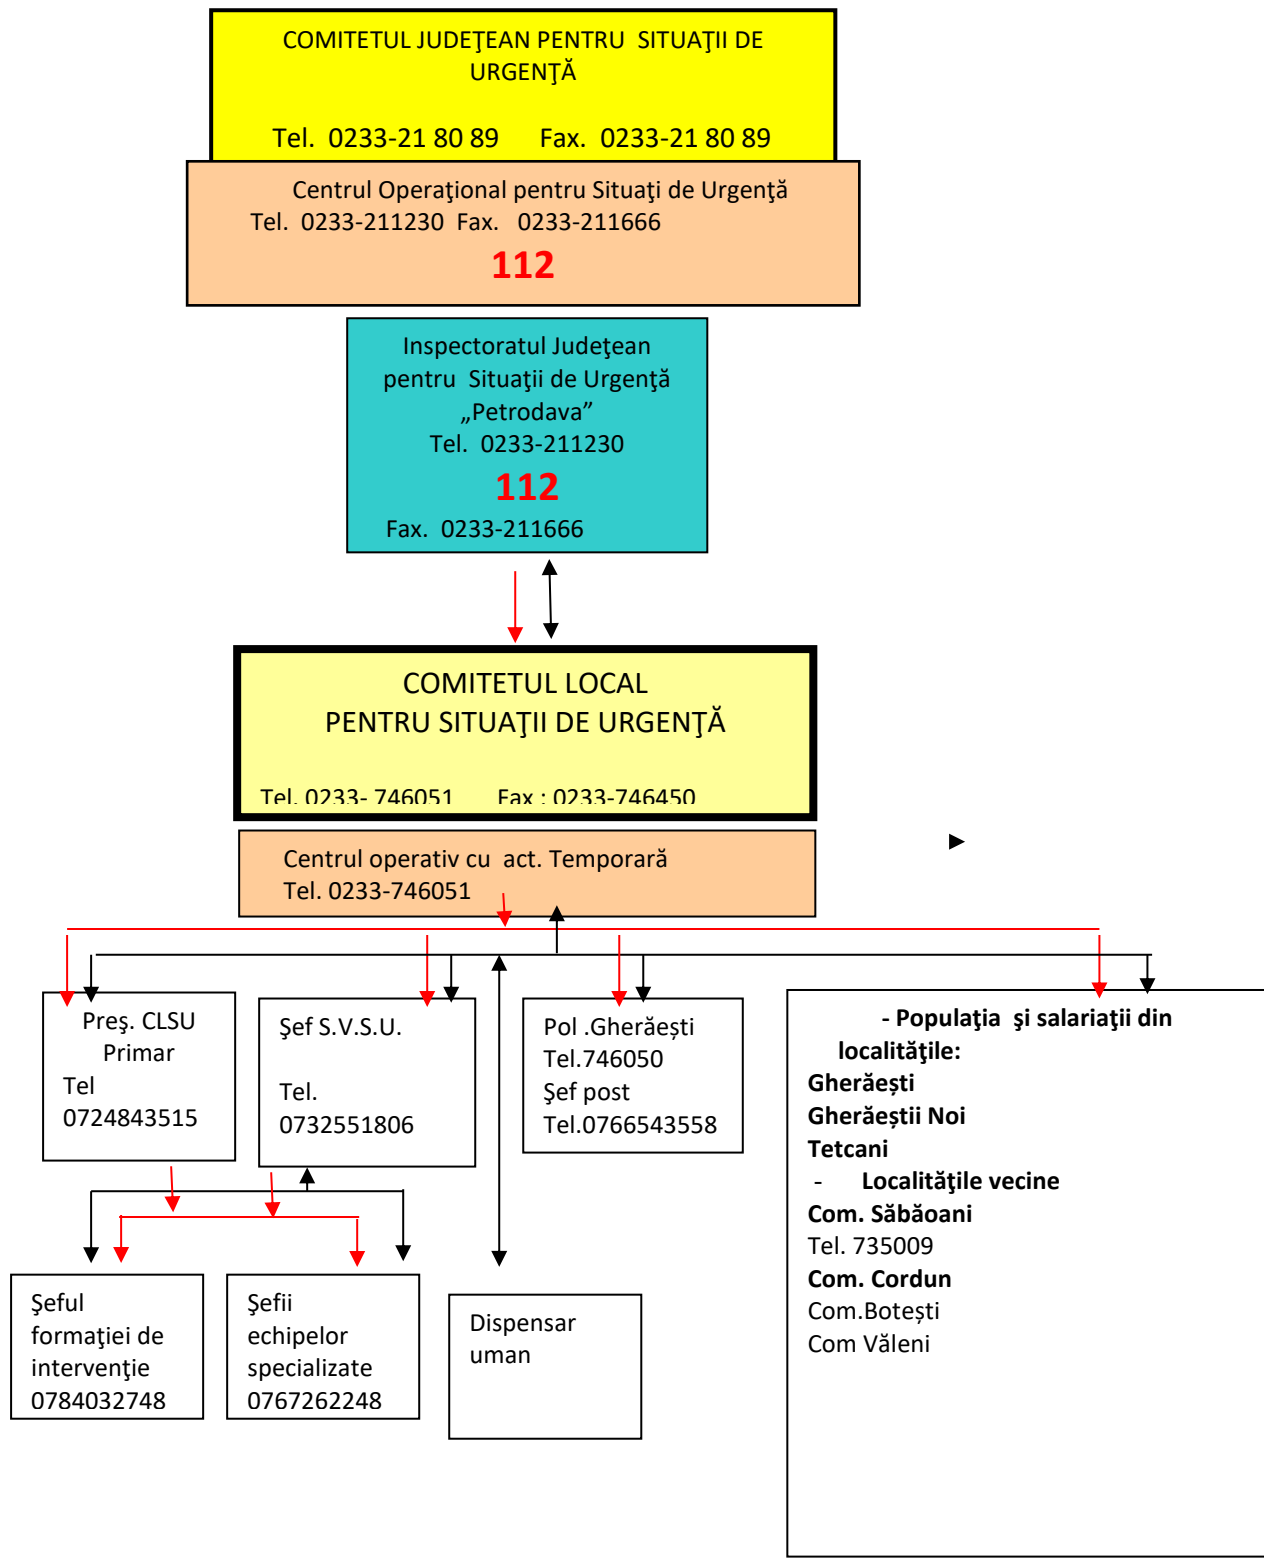 COMITETUL JUDEŢEAN PENTRU SITUAŢII DE
URGENŢĂ
Tel. 0233-21 80 89 Fax. 0233-21 80 89
Centrul Operaţional pentru Situaţi de Urgenţă
Tel. 0233-211230 Fax. 0233-211666
112
Inspectoratul Judeţean
pentru Situaţii de Urgenţă
„Petrodava”
Tel. 0233-211230
112
Fax. 0233-211666
COMITETUL LOCAL
PENTRU SITUAŢII DE URGENŢĂ
Tel. 0233- 746051 Fax : 0233-746450
Centrul operativ cu act. Temporară
Tel. 0233-746051
Preş. CLSU
Primar
Tel
0724843515
Şef S.V.S.U.
Tel.
0732551806
Pol .Gherăești
Tel.746050
Şef post
Tel.0766543558
- Populaţia şi salariaţii din
localităţile:
Gherăești
Gherăeștii Noi
Tetcani
- Localităţile vecine
Com. Săbăoani
Tel. 735009
Com. Cordun
Com.Botești
Com Văleni
Şeful
formaţiei de
intervenţie
0784032748
Şefii
echipelor
specializate
0767262248
Dispensar
uman